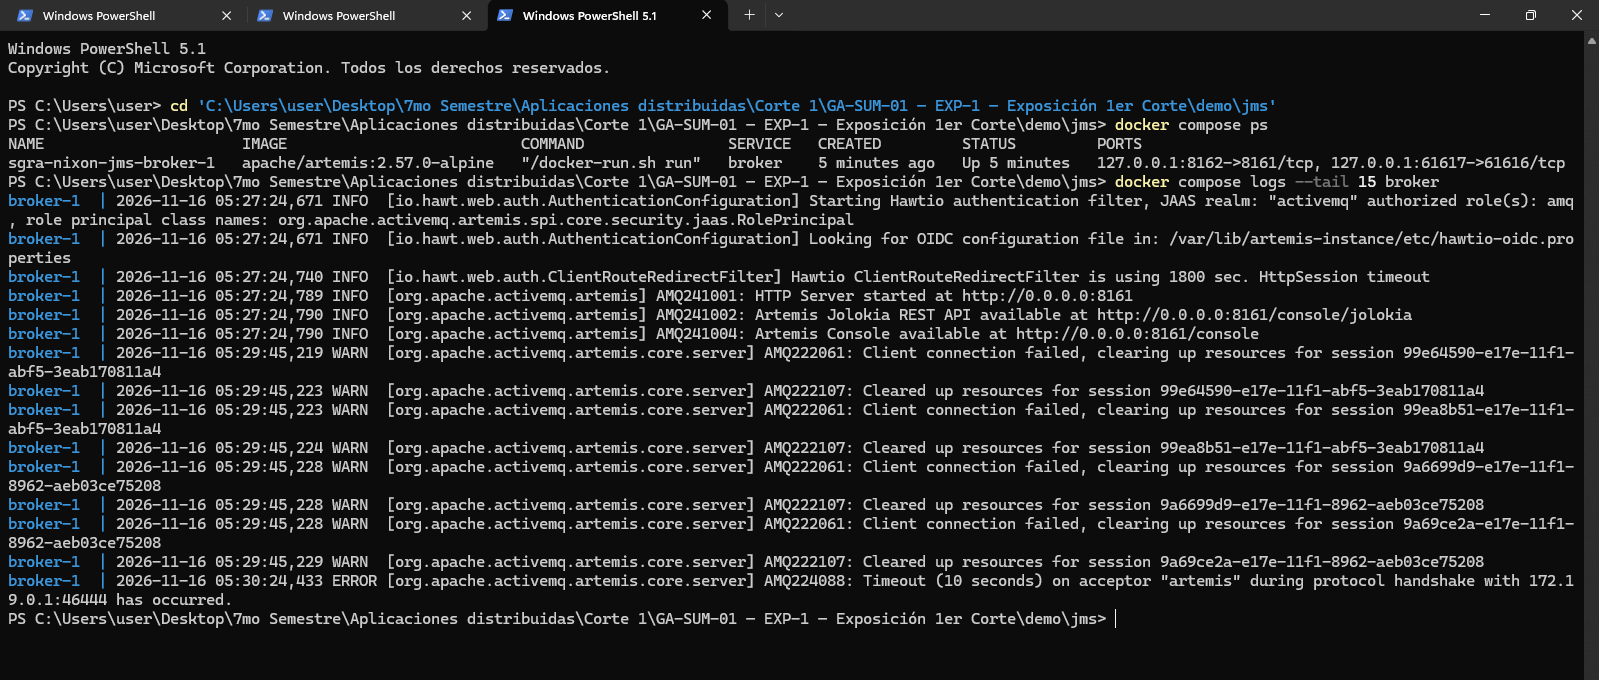 Windows PowerShell
Windows PowerShell
Windows PowerShell 5.1
Windows PowerShell 5.1
Copyright (C) Microsoft Corporation. Todos los derechos reservados.
PS C:\Users\user> cd 'C:\Users\user\Desktop\7mo Semestre\Aplicaciones distribuidas\Corte 1\GA-SUM-01 – EXP-1 – Exposición 1er Corte\demo\jms'
PS C:\Users\user\Desktop\7mo Semestre\Aplicaciones distribuidas\Corte 1\GA-SUM-01 – EXP-1 – Exposición 1er Corte\demo\jms> docker compose ps
NAME IMAGE COMMAND SERVICE CREATED STATUS PORTS
sgra-nixon-jms-broker-1 apache/artemis:2.57.0-alpine "/docker-run.sh run" broker 5 minutes ago Up 5 minutes 127.0.0.1:8162->8161/tcp, 127.0.0.1:61617->61616/tcp
PS C:\Users\user\Desktop\7mo Semestre\Aplicaciones distribuidas\Corte 1\GA-SUM-01 – EXP-1 – Exposición 1er Corte\demo\jms> docker compose logs --tail 15 broker
broker-1 | 2026-11-16 05:27:24,671 INFO [io.hawt.web.auth.AuthenticationConfiguration] Starting Hawtio authentication filter, JAAS realm: "activemq" authorized role(s): amq
, role principal class names: org.apache.activemq.artemis.spi.core.security.jaas.RolePrincipal
broker-1 | 2026-11-16 05:27:24,671 INFO [io.hawt.web.auth.AuthenticationConfiguration] Looking for OIDC configuration file in: /var/lib/artemis-instance/etc/hawtio-oidc.pro
perties
broker-1 | 2026-11-16 05:27:24,740 INFO [io.hawt.web.auth.ClientRouteRedirectFilter] Hawtio ClientRouteRedirectFilter is using 1800 sec. HttpSession timeout
broker-1 | 2026-11-16 05:27:24,789 INFO [org.apache.activemq.artemis] AMQ241001: HTTP Server started at http://0.0.0.0:8161
broker-1 | 2026-11-16 05:27:24,790 INFO [org.apache.activemq.artemis] AMQ241002: Artemis Jolokia REST API available at http://0.0.0.0:8161/console/jolokia
broker-1 | 2026-11-16 05:27:24,790 INFO [org.apache.activemq.artemis] AMQ241004: Artemis Console available at http://0.0.0.0:8161/console
broker-1 | 2026-11-16 05:29:45,219 WARN [org.apache.activemq.artemis.core.server] AMQ222061: Client connection failed, clearing up resources for session 99e64590-e17e-11f1-
abf5-3eab170811a4
broker-1 | 2026-11-16 05:29:45,223 WARN [org.apache.activemq.artemis.core.server] AMQ222107: Cleared up resources for session 99e64590-e17e-11f1-abf5-3eab170811a4
broker-1 | 2026-11-16 05:29:45,223 WARN [org.apache.activemq.artemis.core.server] AMQ222061: Client connection failed, clearing up resources for session 99ea8b51-e17e-11f1-
abf5-3eab170811a4
broker-1 | 2026-11-16 05:29:45,224 WARN [org.apache.activemq.artemis.core.server] AMQ222107: Cleared up resources for session 99ea8b51-e17e-11f1-abf5-3eab170811a4
broker-1 | 2026-11-16 05:29:45,228 WARN [org.apache.activemq.artemis.core.server] AMQ222061: Client connection failed, clearing up resources for session 9a6699d9-e17e-11f1-
8962-aeb03ce75208
broker-1 | 2026-11-16 05:29:45,228 WARN [org.apache.activemq.artemis.core.server] AMQ222107: Cleared up resources for session 9a6699d9-e17e-11f1-8962-aeb03ce75208
broker-1 | 2026-11-16 05:29:45,228 WARN [org.apache.activemq.artemis.core.server] AMQ222061: Client connection failed, clearing up resources for session 9a69ce2a-e17e-11f1-
8962-aeb03ce75208
broker-1 | 2026-11-16 05:29:45,229 WARN [org.apache.activemq.artemis.core.server] AMQ222107: Cleared up resources for session 9a69ce2a-e17e-11f1-8962-aeb03ce75208
broker-1 | 2026-11-16 05:30:24,433 ERROR [org.apache.activemq.artemis.core.server] AMQ224088: Timeout (10 seconds) on acceptor "artemis" during protocol handshake with 172.1
9.0.1:46444 has occurred.
PS C:\Users\user\Desktop\7mo Semestre\Aplicaciones distribuidas\Corte 1\GA-SUM-01 – EXP-1 – Exposición 1er Corte\demo\jms>